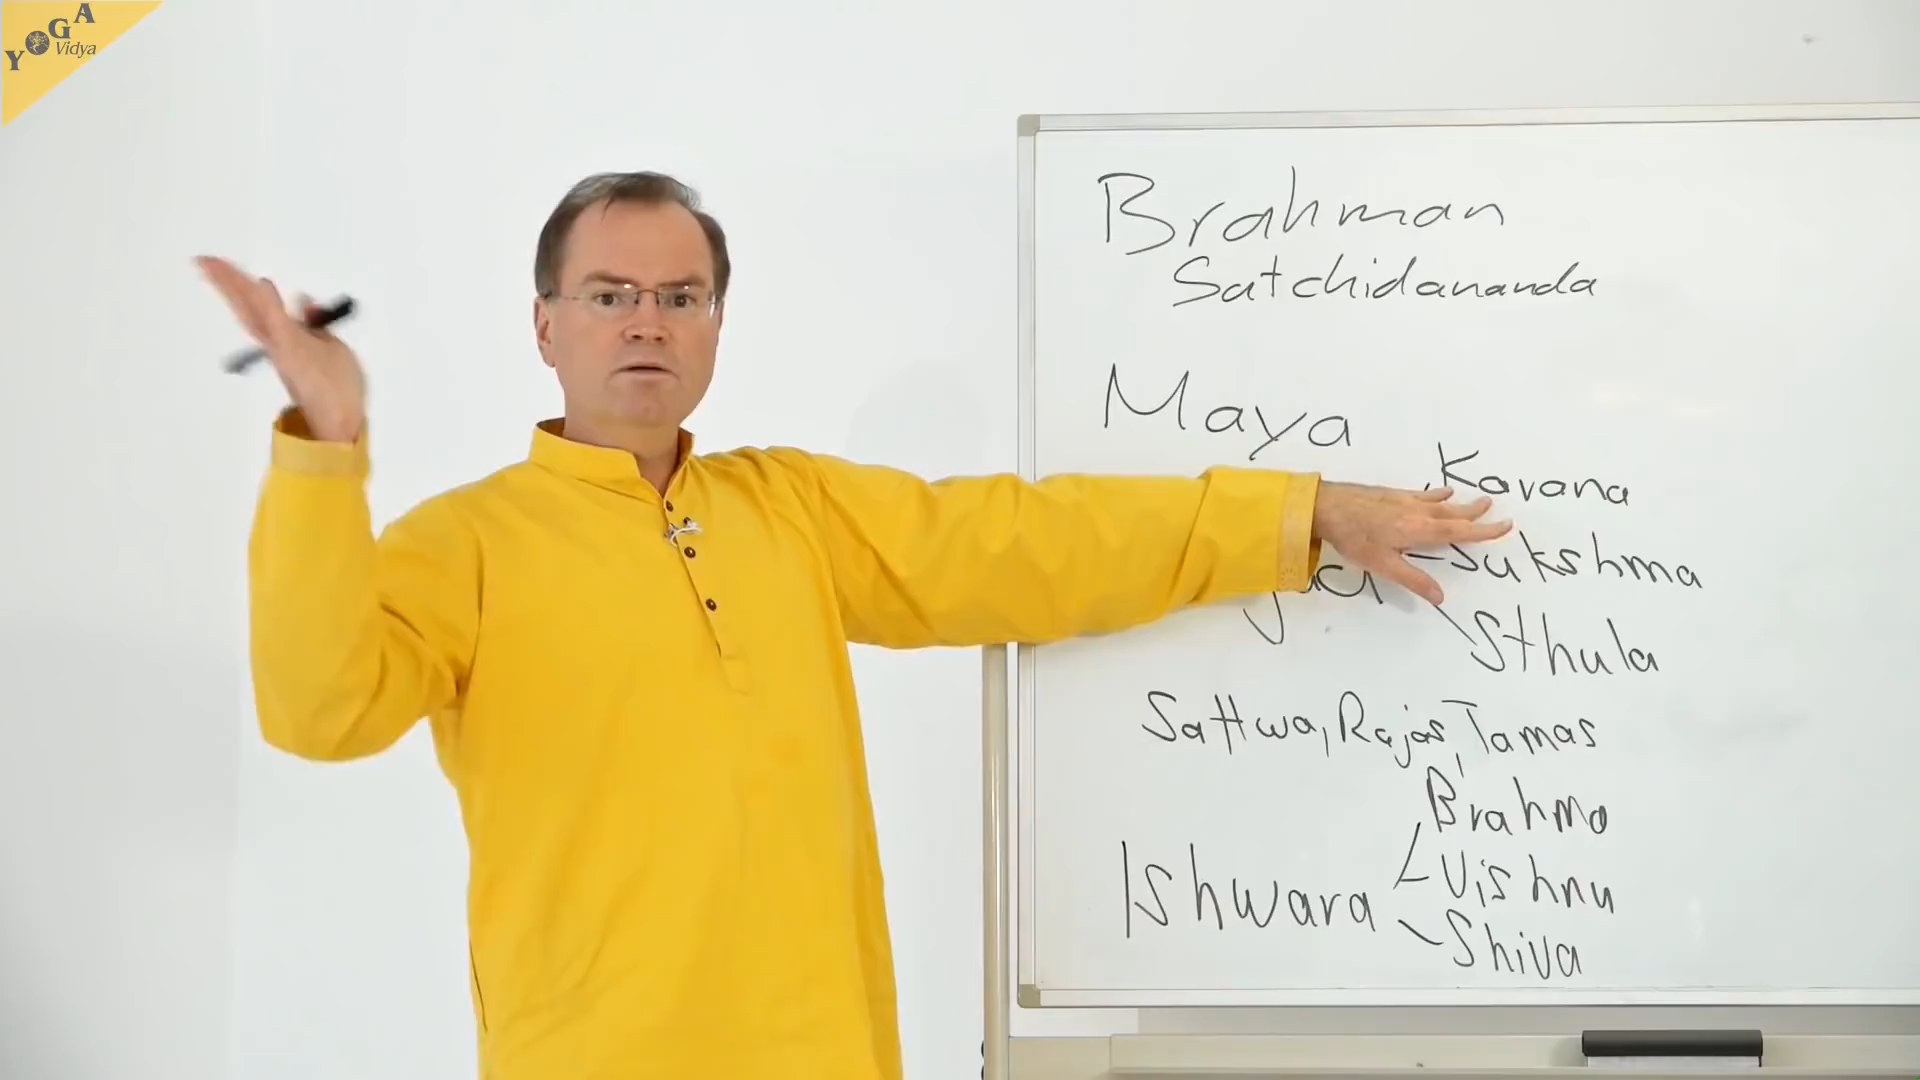 YOGA
Vidya
Brahman
Satchidananda
Maya
Karana
Sukshma
Sthula
Sattwa, Rajas, Tamas
Brahma
Ishwara
Vishnu
Shiva